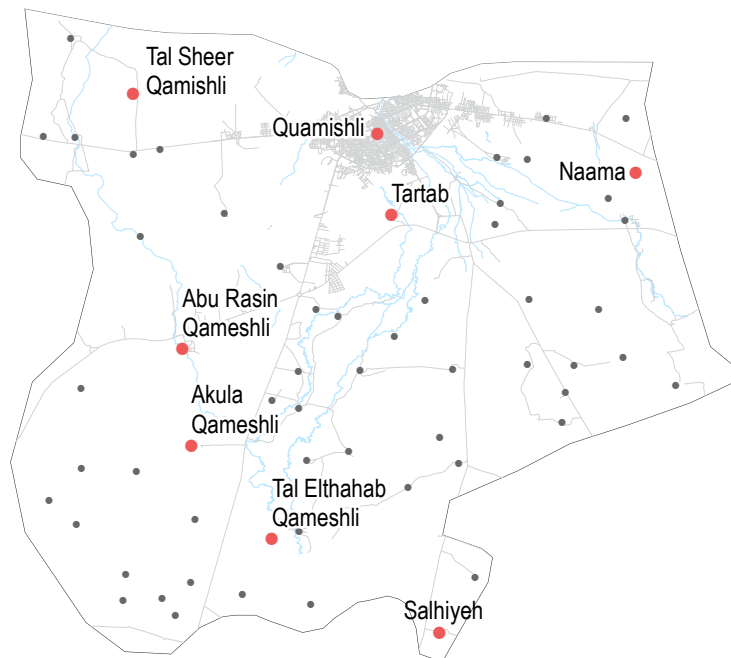 Tal Sheer
Qamishli
Quamishli
Naama
Tartab
Abu Rasin
Qameshli
Akula
Qameshli
Tal Elthahab
Qameshli
Salhiyeh